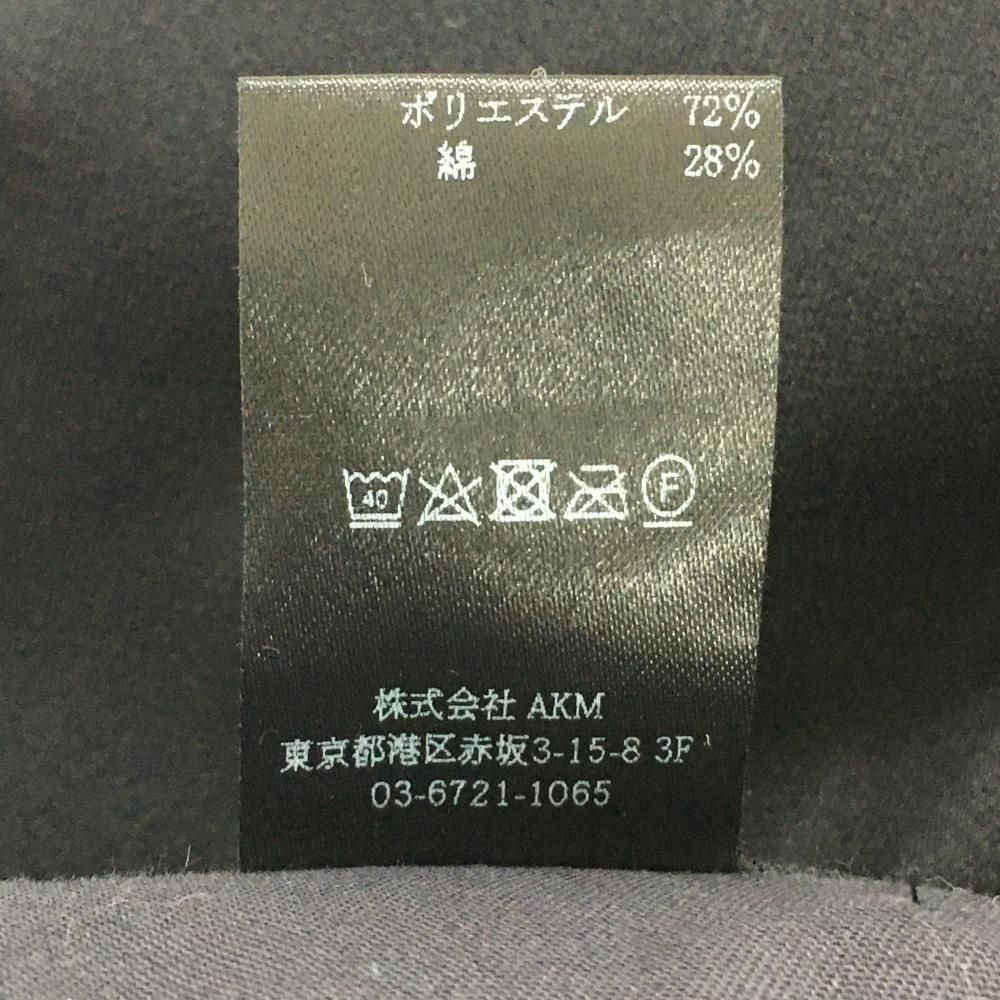 ポリエステル 72%
綿 28%
40 F
株式会社 AKM
東京都港区赤坂3-15-8 3F
03-6721-1065